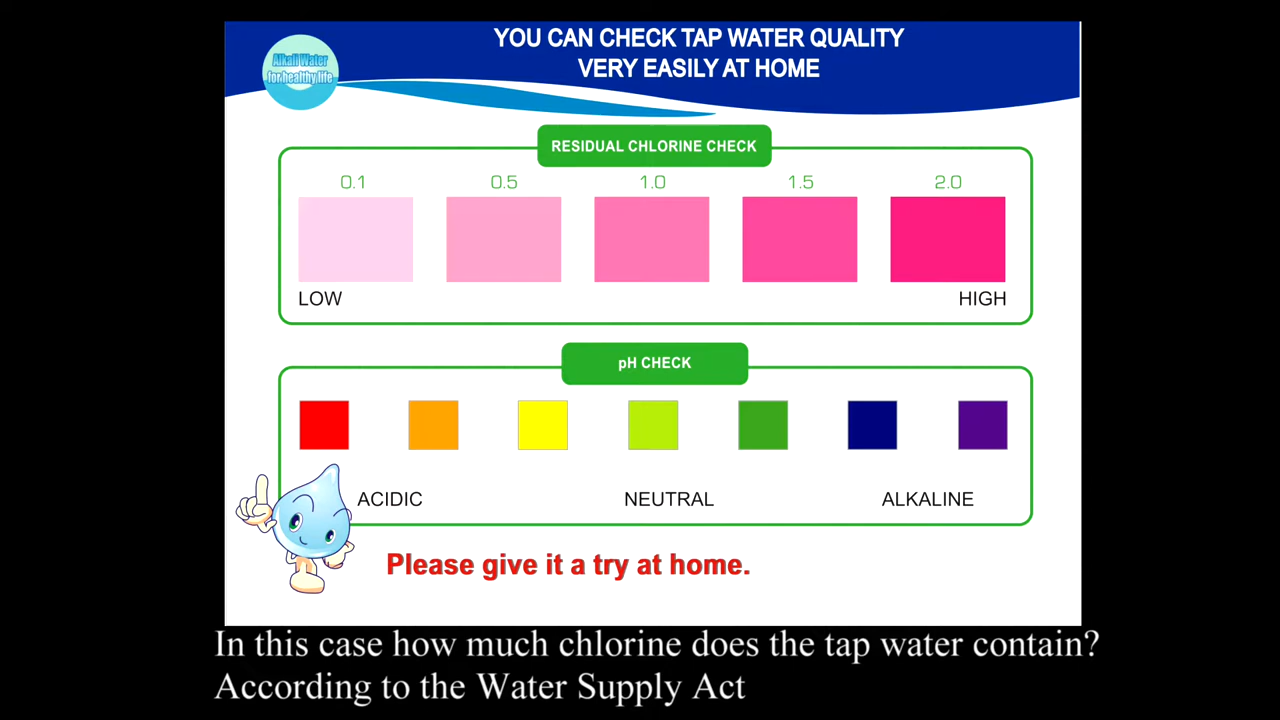 YOU CAN CHECK TAP WATER QUALITY
VERY EASILY AT HOME
Alkali Water
for healthy life
RESIDUAL CHLORINE CHECK
0.1 0.5 1.0 1.5 2.0
LOW HIGH
pH CHECK
ACIDIC NEUTRAL ALKALINE
Please give it a try at home.
In this case how much chlorine does the tap water contain?
According to the Water Supply Act